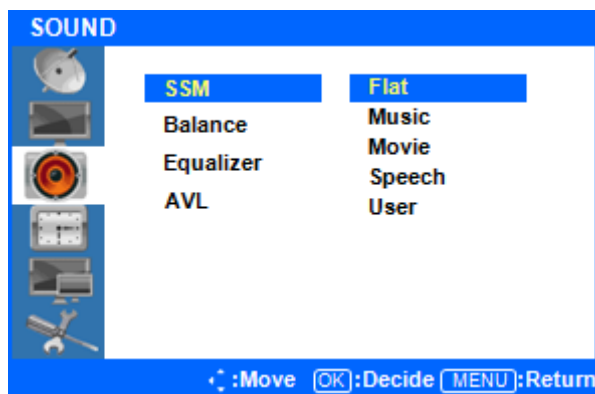 SOUND
SSM Flat
Balance Music
Movie
Equalizer Speech
AVL User
:Move OK:Decide MENU:Return